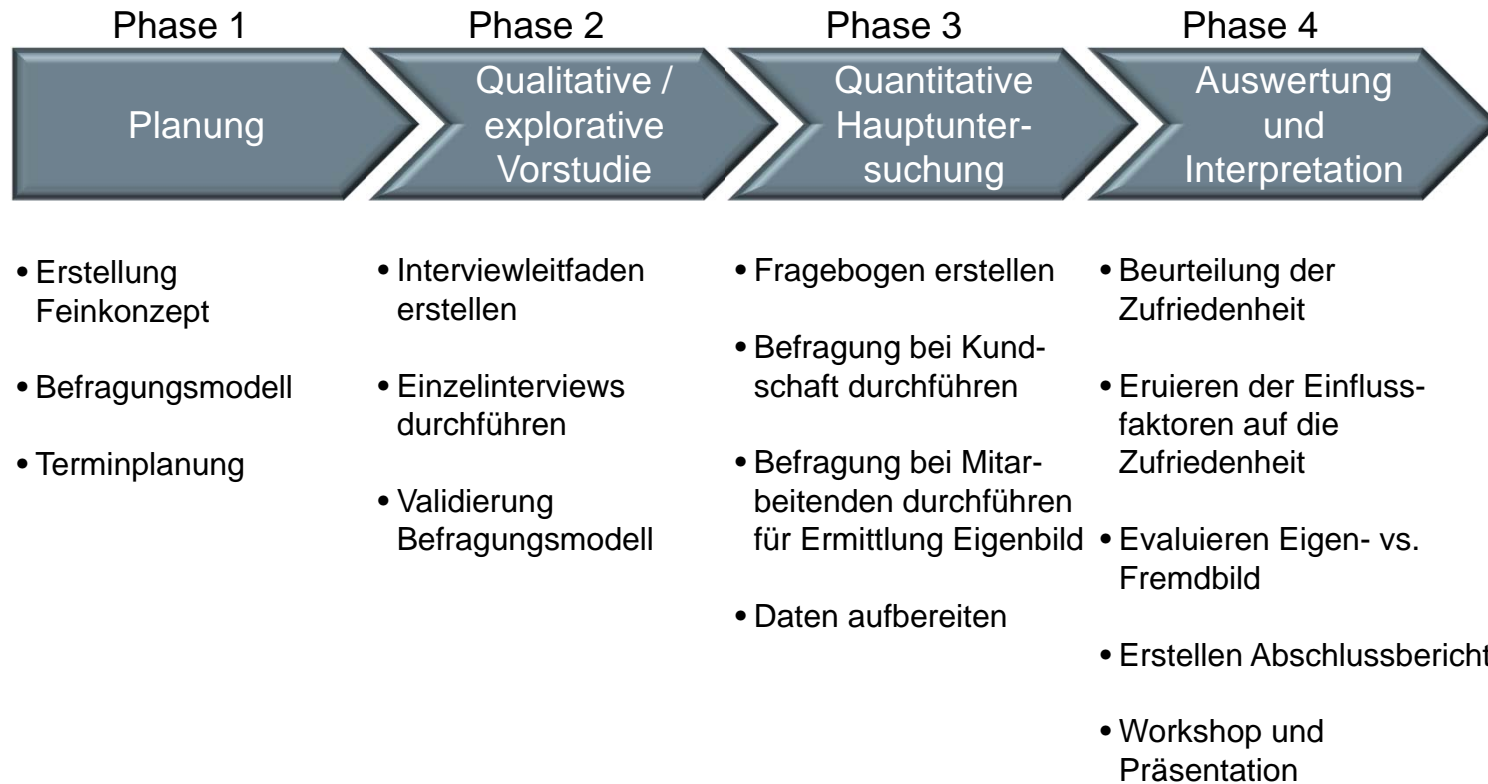 Phase 1
Planung
• Erstellung
Feinkonzept
• Befragungsmodell
• Terminplanung
Phase 2
Qualitative /
explorative
Vorstudie
• Interviewleitfaden
erstellen
• Einzelinterviews
durchführen
• Validierung
Befragungsmodell
Phase 3
Quantitative
Hauptunter-
suchung
• Fragebogen erstellen
• Befragung bei Kund-
schaft durchführen
• Befragung bei Mitar-
beitenden durchführen
für Ermittlung Eigenbild
• Daten aufbereiten
Phase 4
Auswertung
und
Interpretation
• Beurteilung der
Zufriedenheit
• Eruieren der Einfluss-
faktoren auf die
Zufriedenheit
• Evaluieren Eigen- vs.
Fremdbild
• Erstellen Abschlussbericht
• Workshop und
Präsentation